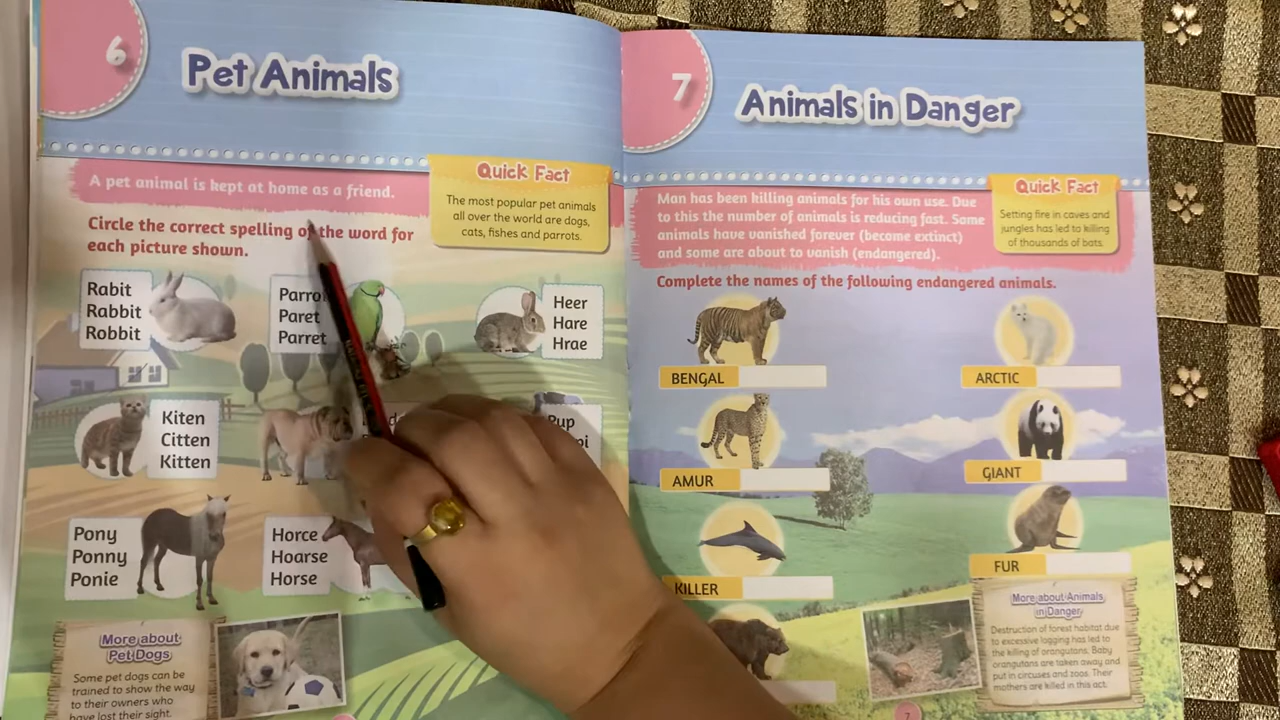 6
Pet Animals
A pet animal is kept at home as a friend.
Quick Fact
The most popular pet animals
all over the world are dogs,
cats, fishes and parrots.
Circle the correct spelling of the word for
each picture shown.
Rabit
Rabbit
Robbit
Paret
Parret
Heer
Hare
Hrae
Kiten
Citten
Kitten
Pup
Pony
Ponny
Ponie
Horce
Hoarse
Horse
More about
Pet Dogs
Some pet dogs can be
trained to show the way
to their owners who
have lost their sight.
7
Animals in Danger
Man has been killing animals for his own use. Due
to this the number of animals is reducing fast. Some
animals have vanished forever (become extinct)
and some are about to vanish (endangered).
Quick Fact
Setting fire in caves and
jungles has led to killing
of thousands of bats.
Complete the names of the following endangered animals.
BENGAL
ARCTIC
AMUR
GIANT
KILLER
FUR
More about Animals
in Danger
Destruction of forest habitat due
to excessive logging has led to
the killing of orangutans. Baby
orangutans are taken away and
put in circuses and zoos. Their
mothers are killed in this act.
7